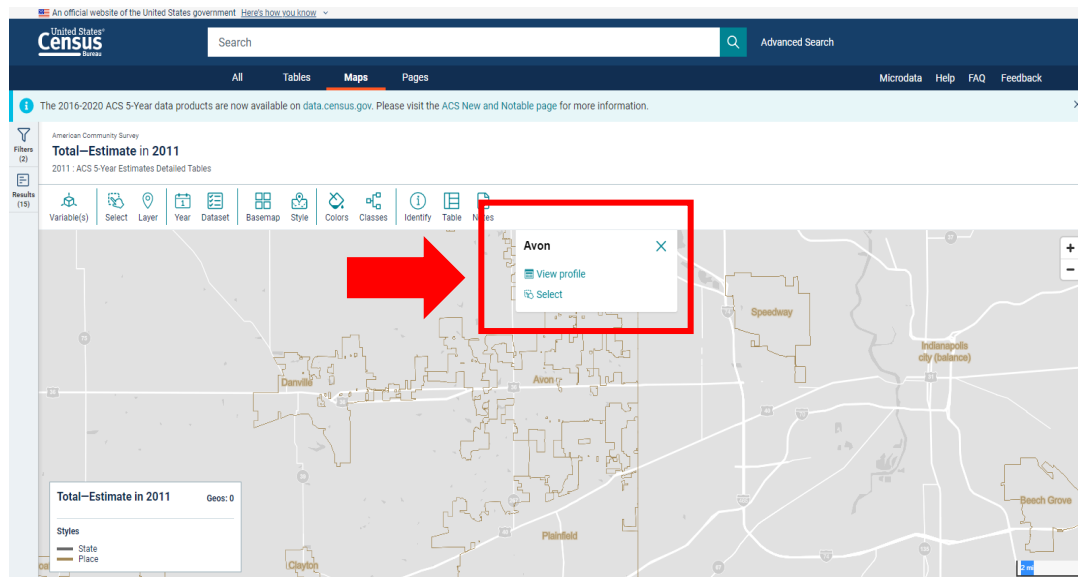 An official website of the United States government Here's how you know
United States®
Census
Bureau
Search
Advanced Search
All Tables Maps Pages
Microdata Help FAQ Feedback
The 2016-2020 ACS 5-Year data products are now available on data.census.gov. Please visit the ACS New and Notable page for more information.
Filters
(2)
Results
(15)
American Community Survey
Total—Estimate in 2011
2011 : ACS 5-Year Estimates Detailed Tables
Variable(s) Select Layer Year Dataset Basemap Style Colors Classes Identify Table Notes
Avon
View profile
Select
+
−
Speedway
Indianapolis
city (balance)
Danville
Avon
Beech Grove
Plainfield
Clayton
Total—Estimate in 2011 Geos: 0
Styles
State
Place
2 mi